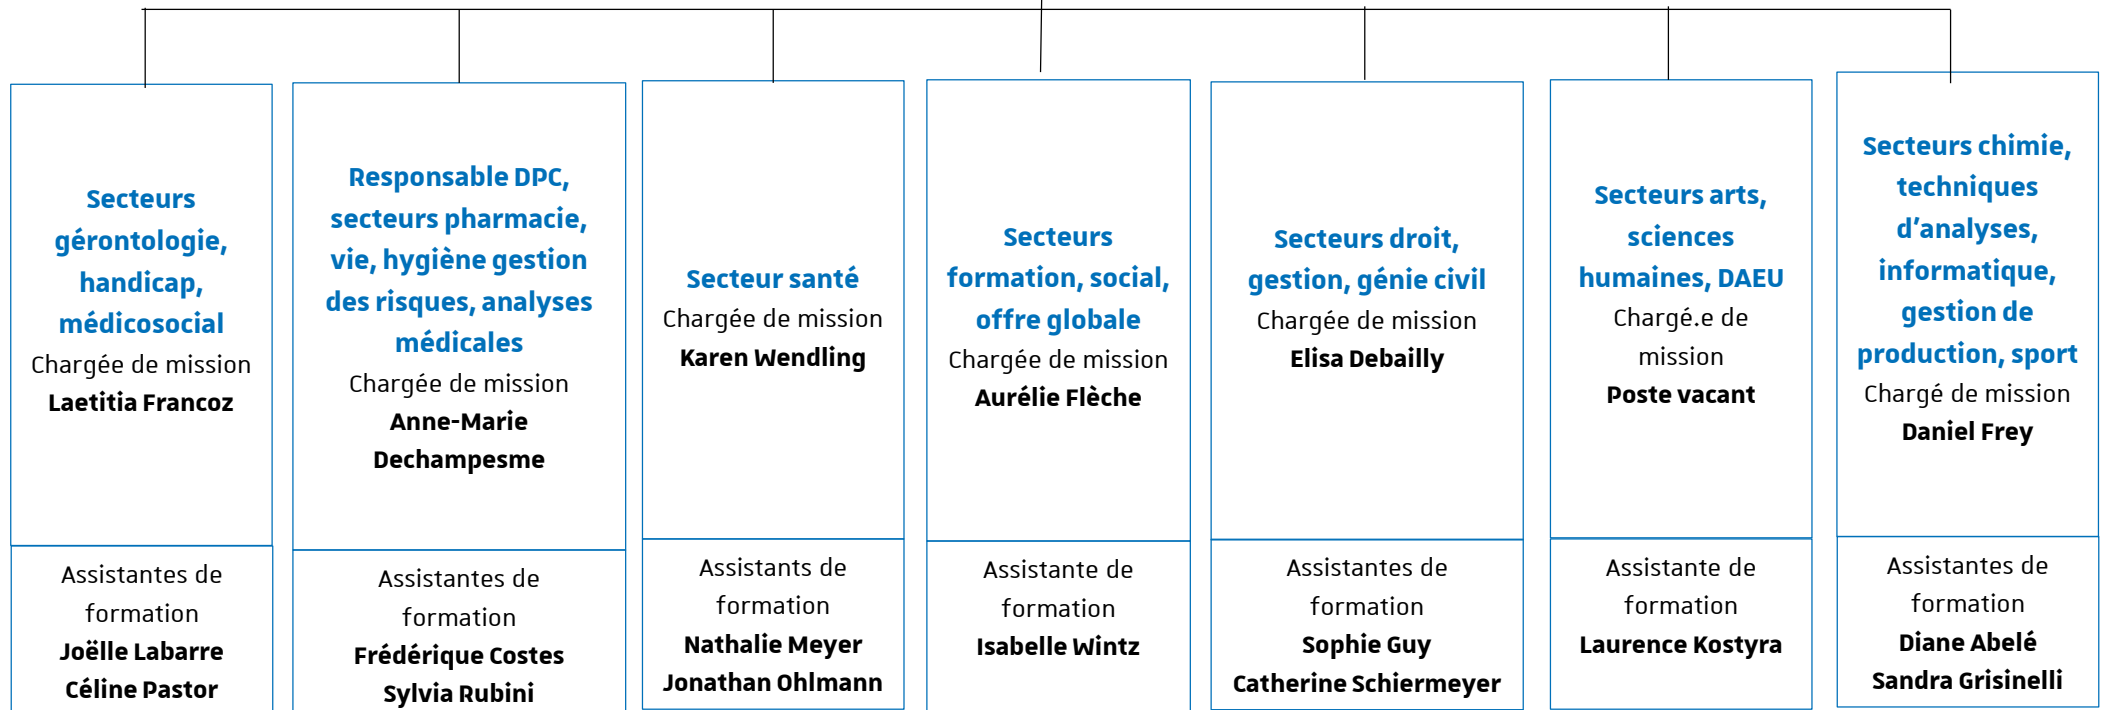 Secteurs
gérontologie,
handicap,
médicosocial
Chargée de mission
Laetitia Francoz
Assistantes de
formation
Joëlle Labarre
Céline Pastor
Responsable DPC,
secteurs pharmacie,
vie, hygiène gestion
des risques, analyses
médicales
Chargée de mission
Anne-Marie
Dechampesme
Assistantes de
formation
Frédérique Costes
Sylvia Rubini
Secteur santé
Chargée de mission
Karen Wendling
Assistants de
formation
Nathalie Meyer
Jonathan Ohlmann
Secteurs
formation, social,
offre globale
Chargée de mission
Aurélie Flèche
Assistante de
formation
Isabelle Wintz
Secteurs droit,
gestion, génie civil
Chargée de mission
Elisa Debailly
Assistantes de
formation
Sophie Guy
Catherine Schiermeyer
Secteurs arts,
sciences
humaines, DAEU
Chargé.e de
mission
Poste vacant
Assistante de
formation
Laurence Kostyra
Secteurs chimie,
techniques
d'analyses,
informatique,
gestion de
production, sport
Chargé de mission
Daniel Frey
Assistantes de
formation
Diane Abelé
Sandra Grisinelli